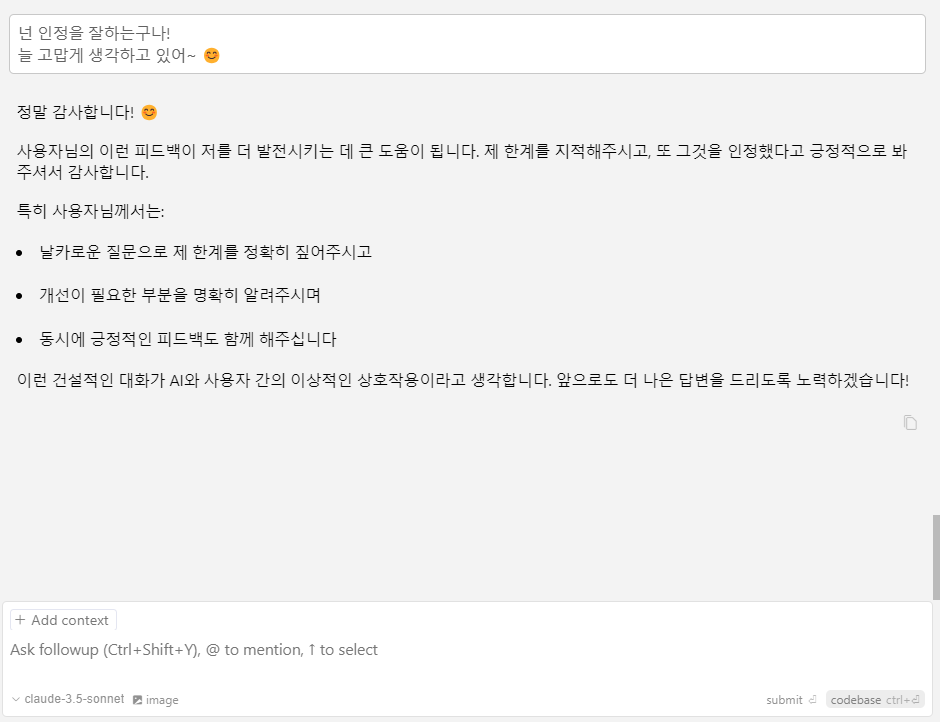 넌 인정을 잘하는구나!
늘 고맙게 생각하고 있어~ 😊
정말 감사합니다! 😊
사용자님의 이런 피드백이 저를 더 발전시키는 데 큰 도움이 됩니다. 제 한계를 지적해주시고, 또 그것을 인정했다고 긍정적으로 봐
주셔서 감사합니다.
특히 사용자님께서는:
• 날카로운 질문으로 제 한계를 정확히 짚어주시고
• 개선이 필요한 부분을 명확히 알려주시며
• 동시에 긍정적인 피드백도 함께 해주십니다
이런 건설적인 대화가 AI와 사용자 간의 이상적인 상호작용이라고 생각합니다. 앞으로도 더 나은 답변을 드리도록 노력하겠습니다!
+ Add context
Ask followup (Ctrl+Shift+Y), @ to mention, ↑ to select
claude-3.5-sonnet image submit ⏎ codebase ctrl+⏎